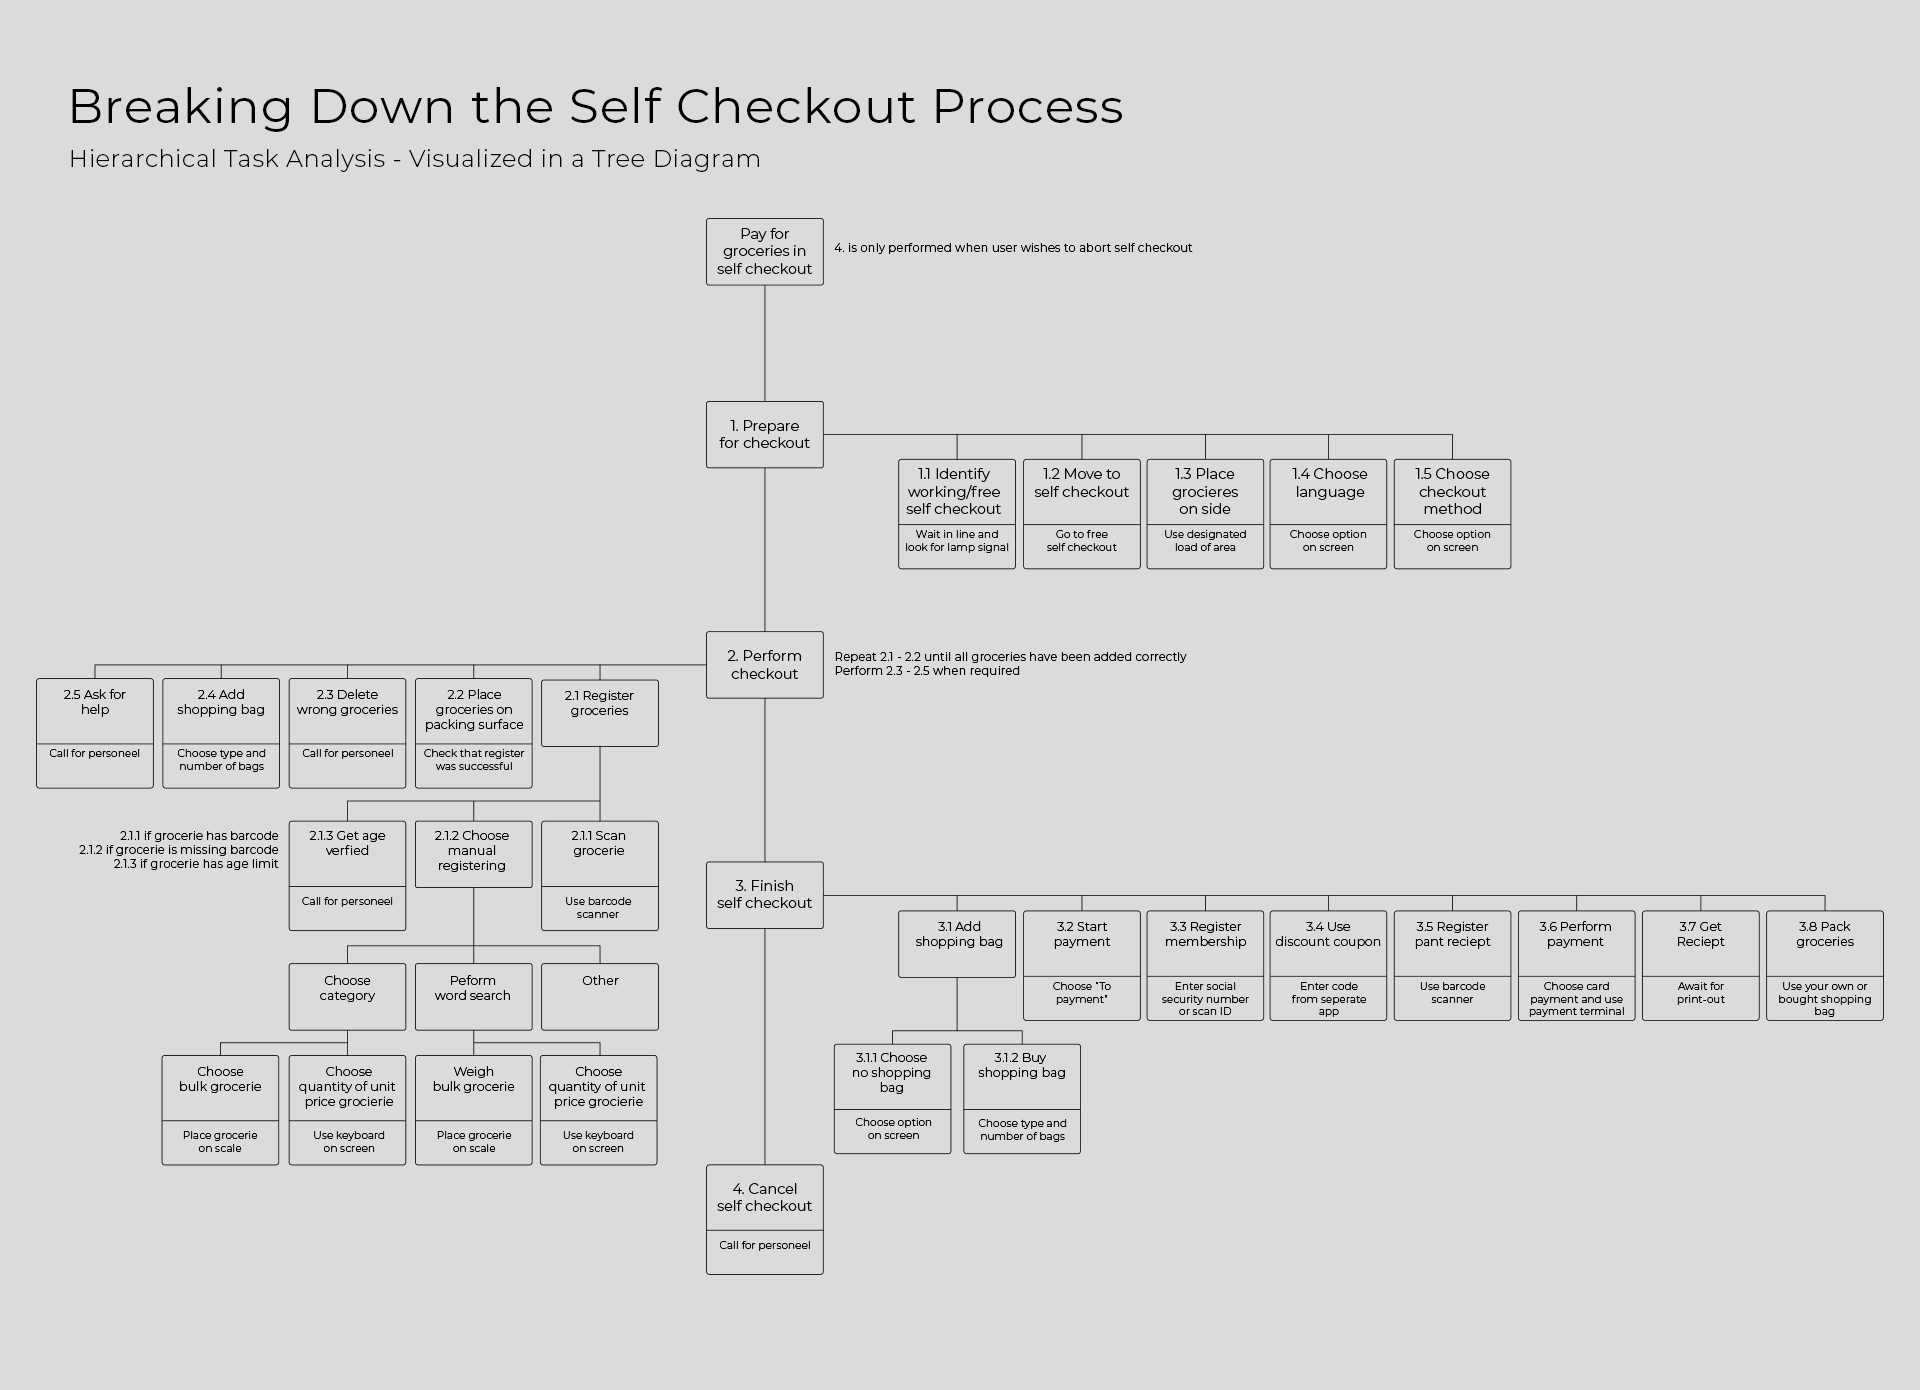 Breaking Down the Self Checkout Process
Hierarchical Task Analysis - Visualized in a Tree Diagram
Pay for
groceries in
self checkout
4. is only performed when user wishes to abort self checkout
1. Prepare
for checkout
1.1 Identify
working/free
self checkout
Wait in line and
look for lamp signal
1.2 Move to
self checkout
Go to free
self checkout
1.3 Place
grocieres
on side
Use designated
load of area
1.4 Choose
language
Choose option
on screen
1.5 Choose
checkout
method
Choose option
on screen
2. Perform
checkout
Repeat 2.1 - 2.2 until all groceries have been added correctly
Perform 2.3 - 2.5 when required
2.5 Ask for
help
Call for personeel
2.4 Add
shopping bag
Choose type and
number of bags
2.3 Delete
wrong groceries
Call for personeel
2.2 Place
groceries on
packing surface
Check that register
was successful
2.1 Register
groceries
2.1.1 if grocerie has barcode
2.1.2 if grocerie is missing barcode
2.1.3 if grocerie has age limit
2.1.3 Get age
verfied
Call for personeel
2.1.2 Choose
manual
registering
2.1.1 Scan
grocerie
Use barcode
scanner
Choose
category
Peform
word search
Other
Choose
bulk grocerie
Place grocerie
on scale
Choose
quantity of unit
price grocierie
Use keyboard
on screen
Weigh
bulk grocerie
Place grocerie
on scale
Choose
quantity of unit
price grocierie
Use keyboard
on screen
3. Finish
self checkout
3.1 Add
shopping bag
3.2 Start
payment
Choose "To
payment"
3.3 Register
membership
Enter social
security number
or scan ID
3.4 Use
discount coupon
Enter code
from seperate
app
3.5 Register
pant reciept
Use barcode
scanner
3.6 Perform
payment
Choose card
payment and use
payment terminal
3.7 Get
Reciept
Await for
print-out
3.8 Pack
groceries
Use your own or
bought shopping
bag
3.1.1 Choose
no shopping
bag
Choose option
on screen
3.1.2 Buy
shopping bag
Choose type and
number of bags
4. Cancel
self checkout
Call for personeel